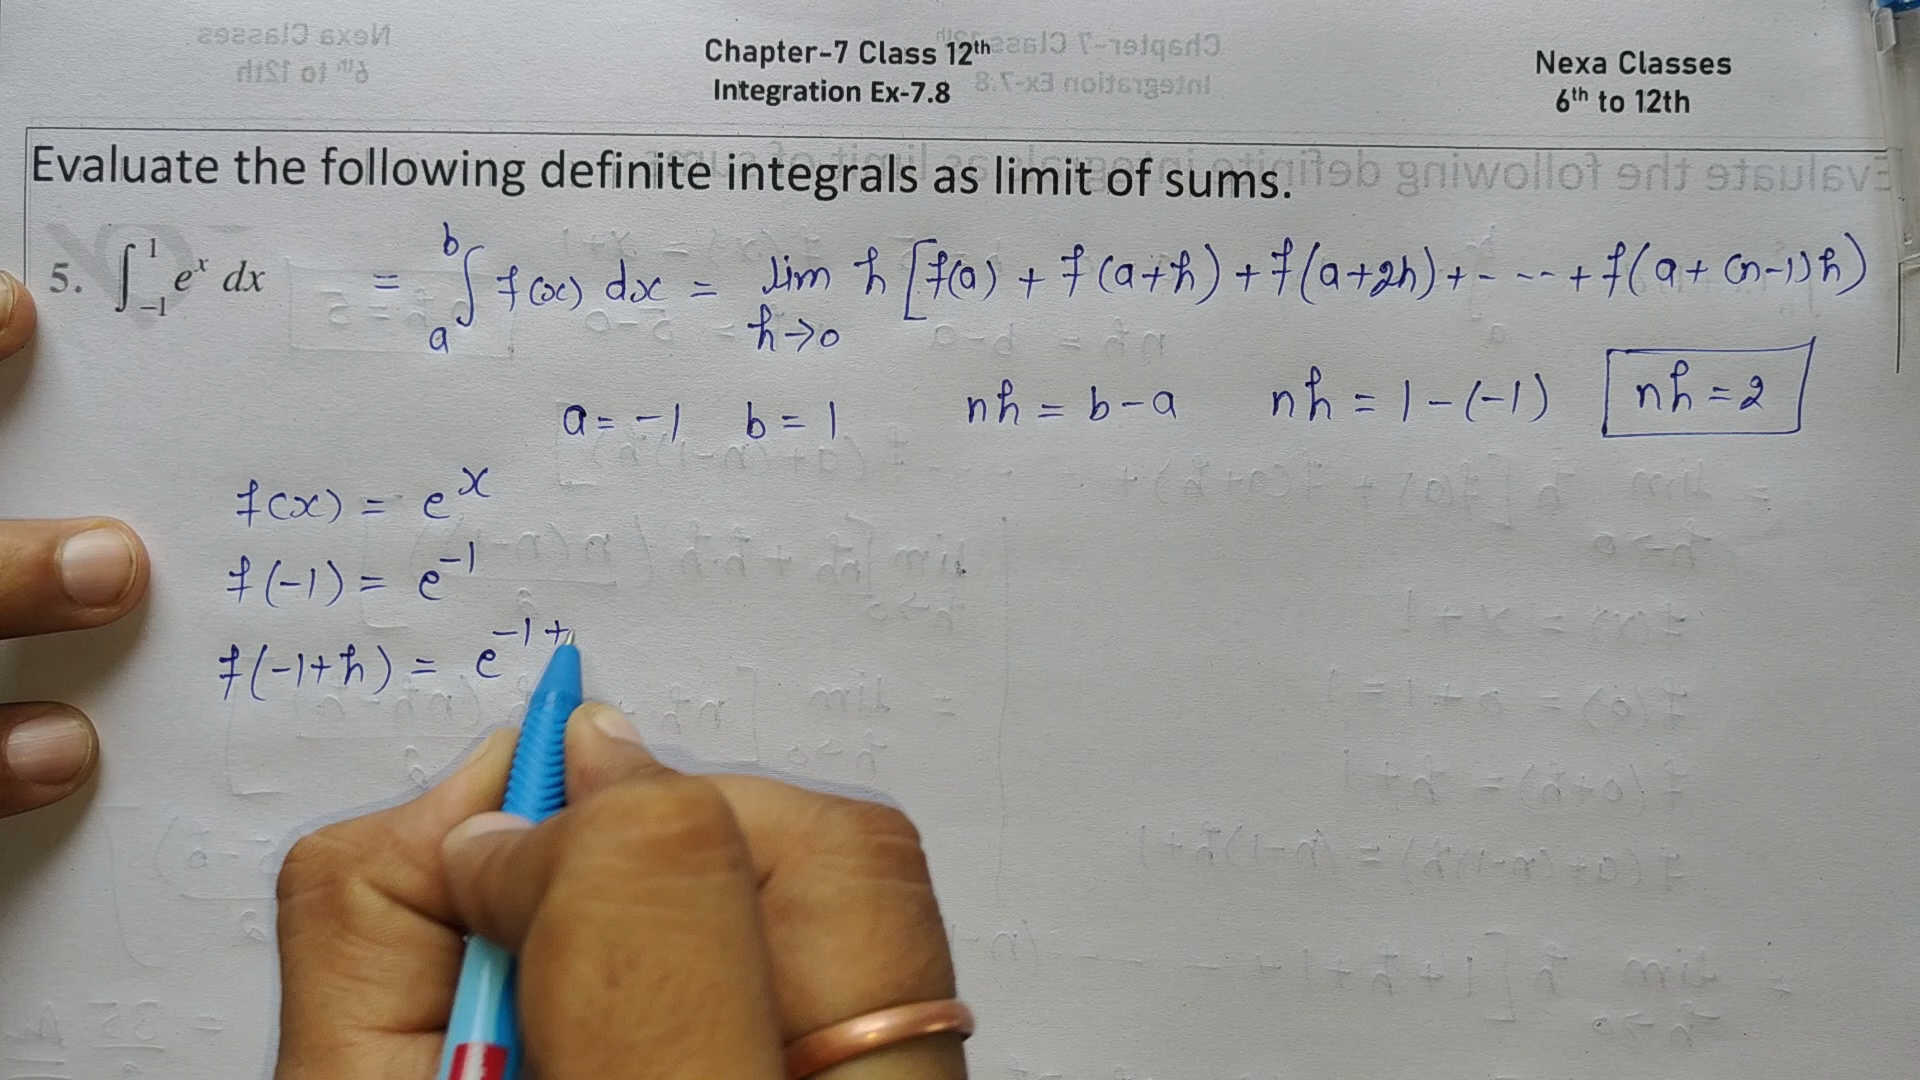 Chapter-7 Class 12th
Integration Ex-7.8
Nexa Classes
6th to 12th
Evaluate the following definite integrals as limit of sums.
5. ∫₋₁¹ eˣ dx = ₐ∫ᵇ f(x) dx = lim h→0 h [f(a) + f(a+h) + f(a+2h) + - --- + f(a+(n-1)h)
a = -1 b = 1 nh = b-a nh = 1-(-1) nh = 2
f(x) = eˣ
f(-1) = e⁻¹
f(-1+h) = e⁻¹⁺